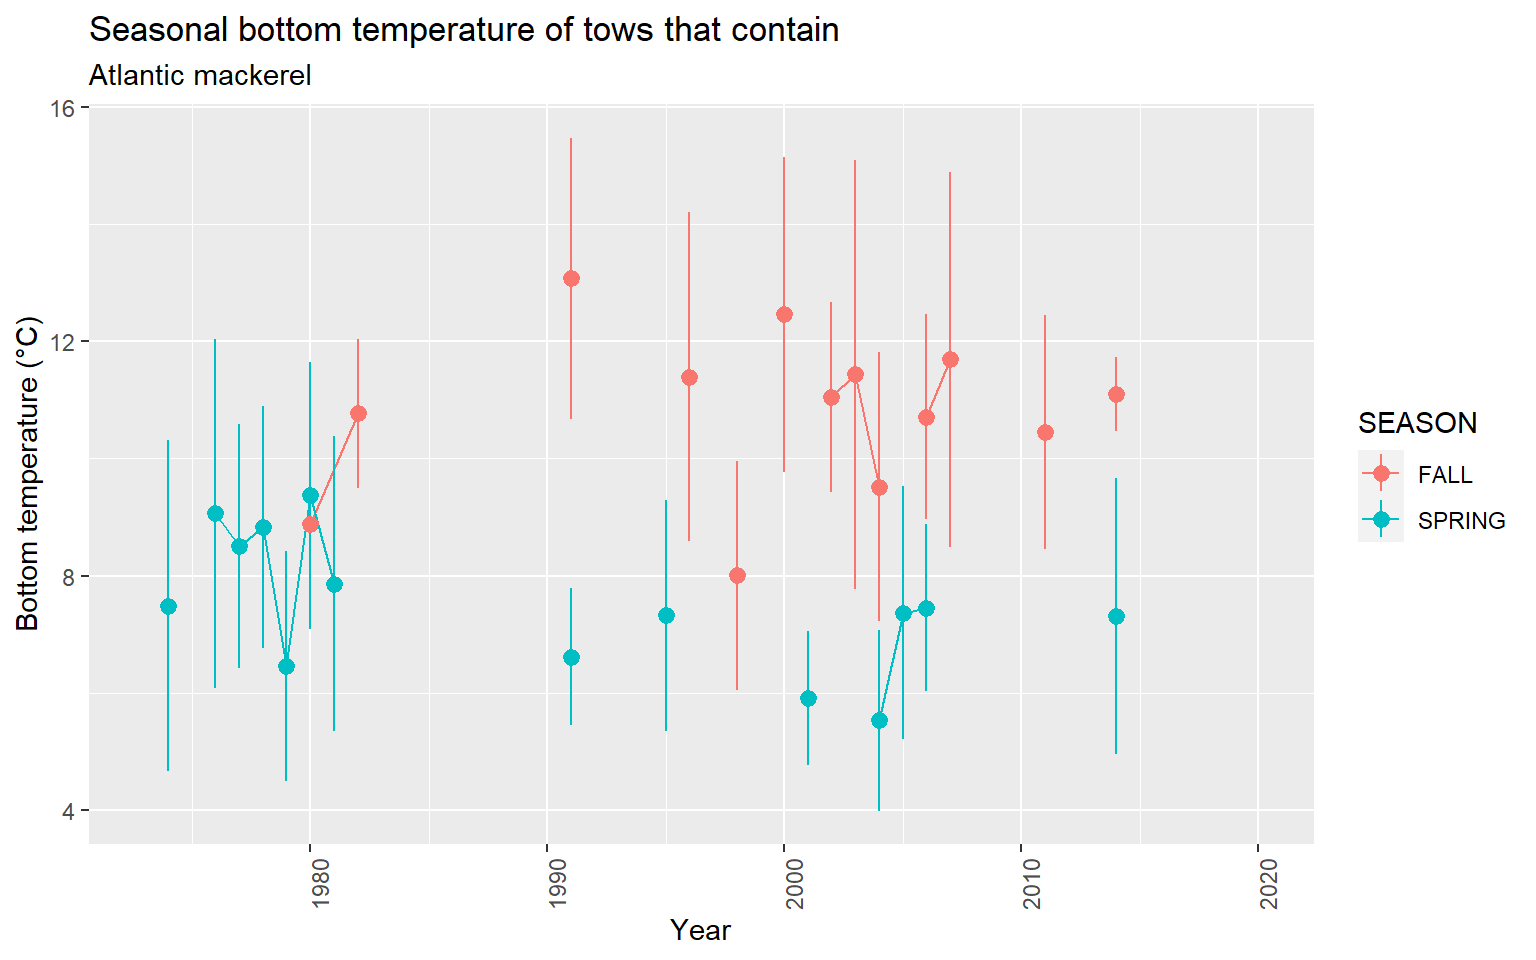 Seasonal bottom temperature of tows that contain
Atlantic mackerel
16
12
8
4
Bottom temperature (°C)
1980
1990
2000
2010
2020
Year
SEASON
FALL
SPRING